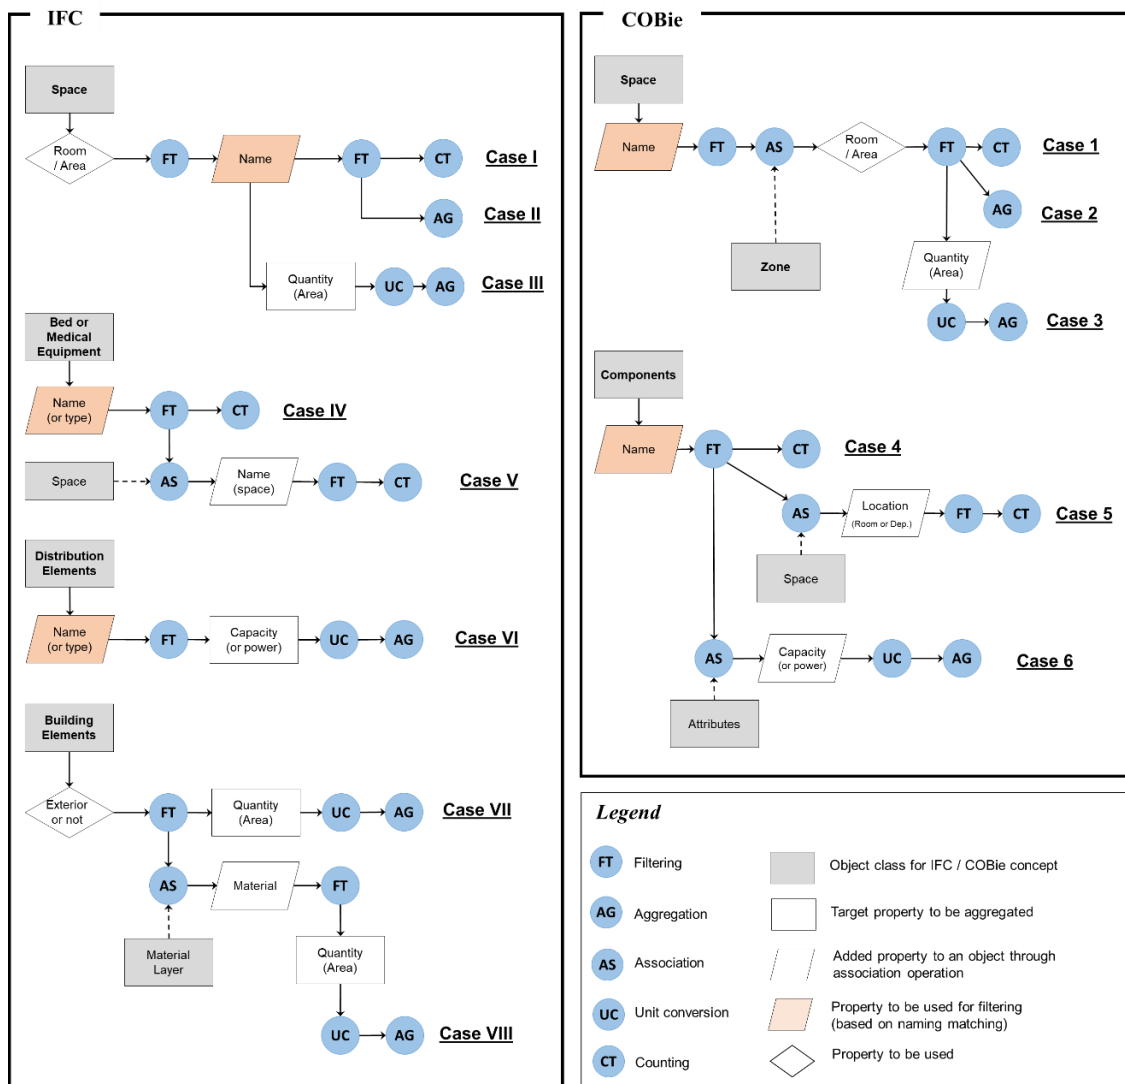 IFC
Space
Room
/ Area
FT
Name
FT
CT
Case I
AG
Case II
Quantity
(Area)
UC
AG
Case III
Bed or
Medical
Equipment
Name
(or type)
FT
CT
Case IV
Space
AS
Name
(space)
FT
CT
Case V
Distribution
Elements
Name
(or type)
FT
Capacity
(or power)
UC
AG
Case VI
Building
Elements
Exterior
or not
FT
Quantity
(Area)
UC
AG
Case VII
AS
Material
FT
Material
Layer
Quantity
(Area)
UC
AG
Case VIII
COBie
Space
Name
FT
AS
Room
/ Area
FT
CT
Case 1
AG
Case 2
Zone
Quantity
(Area)
UC
AG
Case 3
Components
Name
FT
CT
Case 4
AS
Location
(Room or Dep.)
FT
CT
Case 5
Space
AS
Capacity
(or power)
UC
AG
Case 6
Attributes
Legend
FT Filtering
AG Aggregation
AS Association
UC Unit conversion
CT Counting
Object class for IFC / COBie concept
Target property to be aggregated
Added property to an object through
association operation
Property to be used for filtering
(based on naming matching)
Property to be used